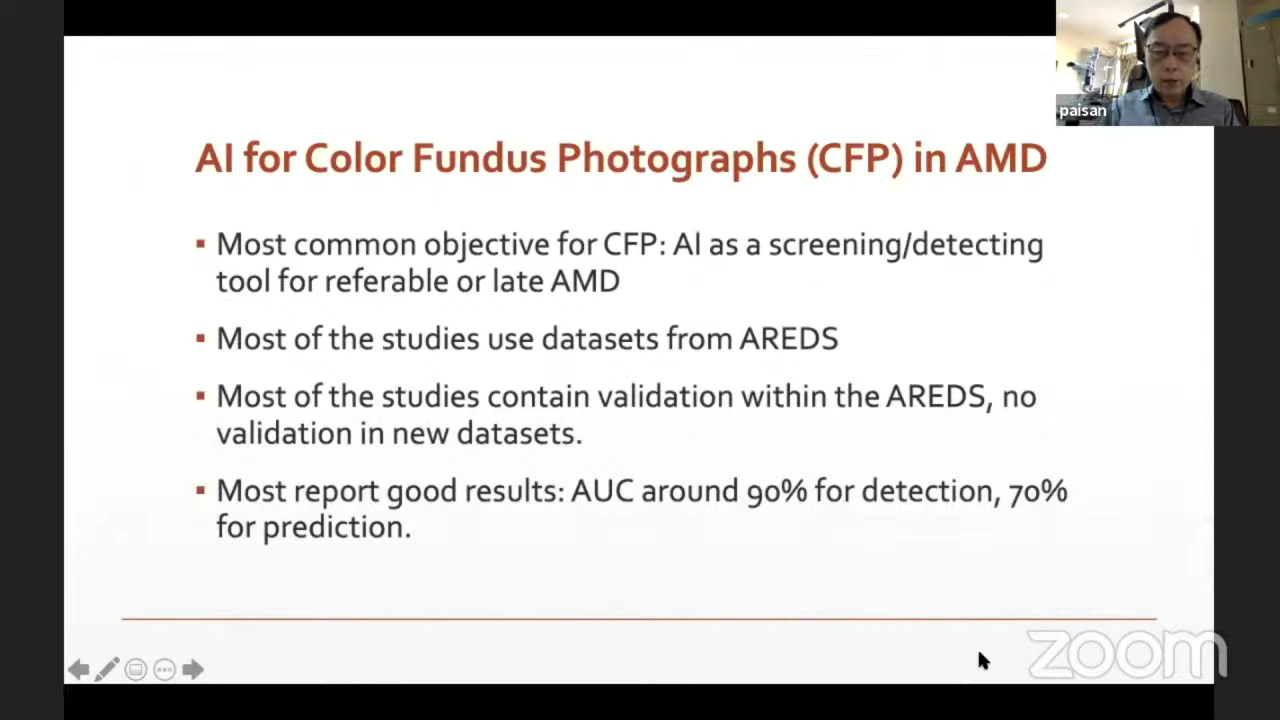 paisan
AI for Color Fundus Photographs (CFP) in AMD
▪ Most common objective for CFP: AI as a screening/detecting
tool for referable or late AMD
▪ Most of the studies use datasets from AREDS
▪ Most of the studies contain validation within the AREDS, no
validation in new datasets.
▪ Most report good results: AUC around 90% for detection, 70%
for prediction.
zoom